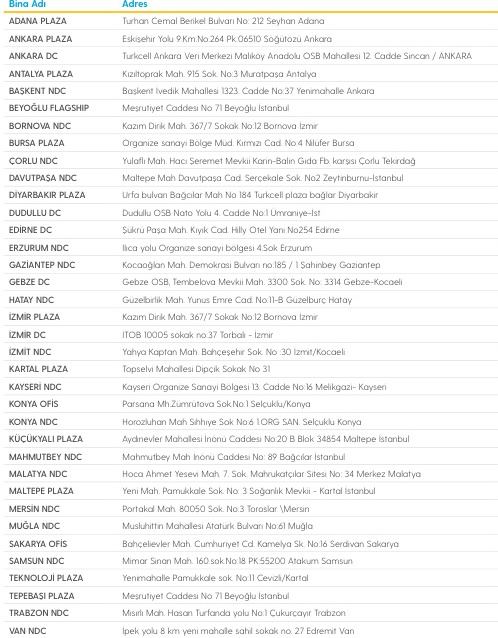 Bina Adı Adres
ADANA PLAZA Turhan Cemal Beriker Bulvarı No: 212 Seyhan Adana
ANKARA PLAZA Eskişehir Yolu 9.Km.No:264 Pk:06510 Söğütözü Ankara
ANKARA DC Turkcell Ankara Veri Merkezi Malıköy Anadolu OSB Mahallesi 12. Cadde Sincan / ANKARA
ANTALYA PLAZA Kızıltoprak Mah. 915 Sok. No:3 Muratpaşa Antalya
BAŞKENT NDC Başkent İvedik Mahallesi 1323. Cadde No:37 Yenimahalle Ankara
BEYOĞLU FLAGSHIP Meşrutiyet Caddesi No 71 Beyoğlu İstanbul
BORNOVA NDC Kazım Dirik Mah. 367/7 Sokak No:12 Bornova İzmir
BURSA PLAZA Organize sanayi Bölge Müd. Kırmızı Cad. No:4 Nilüfer Bursa
ÇORLU NDC Yulaflı Mah. Hacı Şeremet Mevkii Karin-Balin Gıda Fb. karşısı Çorlu Tekirdağ
DAVUTPAŞA NDC Maltepe Mah Davutpaşa Cad. Serçekale Sok. No2 Zeytinburnu-İstanbul
DİYARBAKIR PLAZA Urfa bulvarı Bağcılar Mah No 184 Turkcell plaza bağlar Diyarbakır
DUDULLU DC Dudullu OSB Nato Yolu 4. Cadde No:1 Ümraniye-İst
EDİRNE DC Şükrü Paşa Mah. Kıyık Cad. Hilly Otel Yanı No254 Edirne
ERZURUM NDC Ilıca yolu Organize sanayi bölgesi 4.Sok Erzurum
GAZİANTEP NDC Kocaoğlan Mah. Demokrasi Bulvarı no:185 / 1 Şahinbey Gaziantep
GEBZE DC Gebze OSB, Tembelova Mevkii Mah. 3300 Sok. No: 3314 Gebze-Kocaeli
HATAY NDC Güzelbirlik Mah. Yunus Emre Cad. No:11-B Güzelburç Hatay
İZMİR PLAZA Kazım Dirik Mah. 367/7 Sokak No:12 Bornova İzmir
İZMİR DC İTOB 10005 sokak no:37 Torbalı - İzmir
İZMİT NDC Yahya Kaptan Mah. Bahçeşehir Sok. No :30 İzmit/Kocaeli
KARTAL PLAZA Topselvi Mahallesi Dipçik Sokak No 31
KAYSERİ NDC Kayseri Organize Sanayi Bölgesi 13. Cadde No:16 Melikgazi- Kayseri
KONYA OFİS Parsana Mh.Zümrütova Sok.No:1 Selçuklu/Konya
KONYA NDC Horozluhan Mah Sıhhıye Sok No:6 1.ORG SAN. Selçuklu Konya
KÜÇÜKYALI PLAZA Aydınevler Mahallesi İnönü Caddesi No:20 B Blok 34854 Maltepe İstanbul
MAHMUTBEY NDC Mahmutbey Mah İnönü Caddesi No: 89 Bağcılar İstanbul
MALATYA NDC Hoca Ahmet Yesevi Mah. 7. Sok. Mahrukatçılar Sitesi No: 34 Merkez Malatya
MALTEPE PLAZA Yeni Mah. Pamukkale Sok. No: 3 Soğanlık Mevkii - Kartal İstanbul
MERSİN NDC Portakal Mah. 80050 Sok. No:3 Toroslar \Mersin
MUĞLA NDC Musluhittin Mahallesi Atatürk Bulvarı No:61 Muğla
SAKARYA OFİS Bahçelievler Mah. Cumhuriyet Cd. Kamelya Sk. No:16 Serdivan Sakarya
SAMSUN NDC Mimar Sinan Mah. 160.sok.No:18 PK:55200 Atakum Samsun
TEKNOLOJİ PLAZA Yenimahalle Pamukkale sok. No:11 Cevizli/Kartal
TEPEBAŞI PLAZA Meşrutiyet Caddesi No 71 Beyoğlu İstanbul
TRABZON NDC Mısırlı Mah. Hasan Turfanda yolu No:1 Çukurçayır Trabzon
VAN NDC İpek yolu 8 km yeni mahalle sahil sokak no. 27 Edremit Van